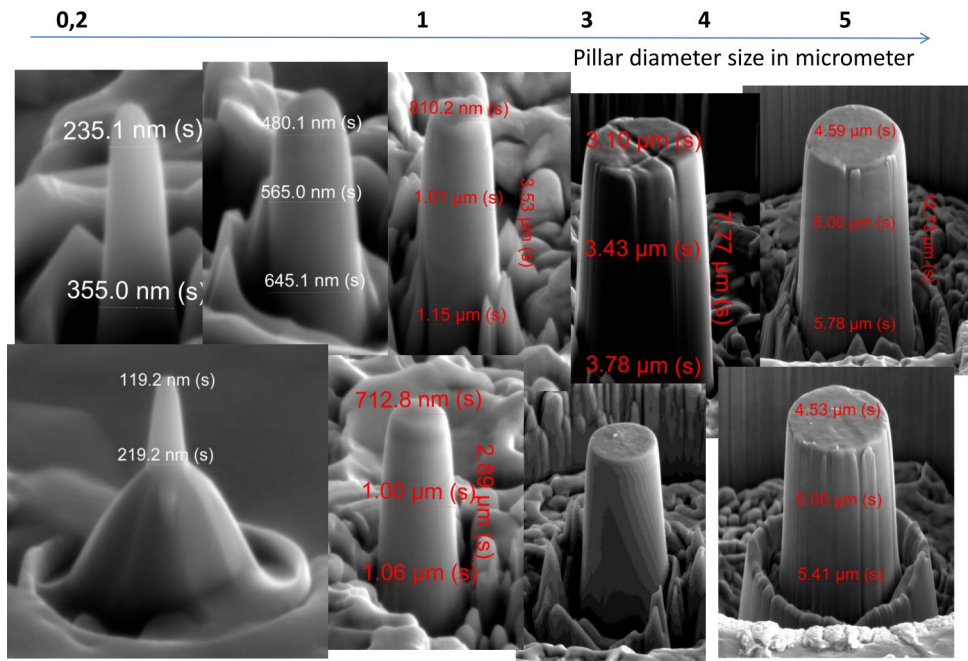 0,2 1 3 4 5
Pillar diameter size in micrometer
235.1 nm (s)
355.0 nm (s)
480.1 nm (s)
565.0 nm (s)
645.1 nm (s)
810.2 nm (s)
1.01 µm (s)
3.53 µm (s)
1.15 µm (s)
3.10 µm (s)
3.43 µm (s)
7.77 µm (s)
3.78 µm (s)
4.59 µm (s)
5.00 µm (s)
12.73 µm (s)
5.78 µm (s)
119.2 nm (s)
219.2 nm (s)
712.8 nm (s)
2.89 µm (s)
1.00 µm (s)
1.06 µm (s)
4.53 µm (s)
5.00 µm (s)
5.41 µm (s)